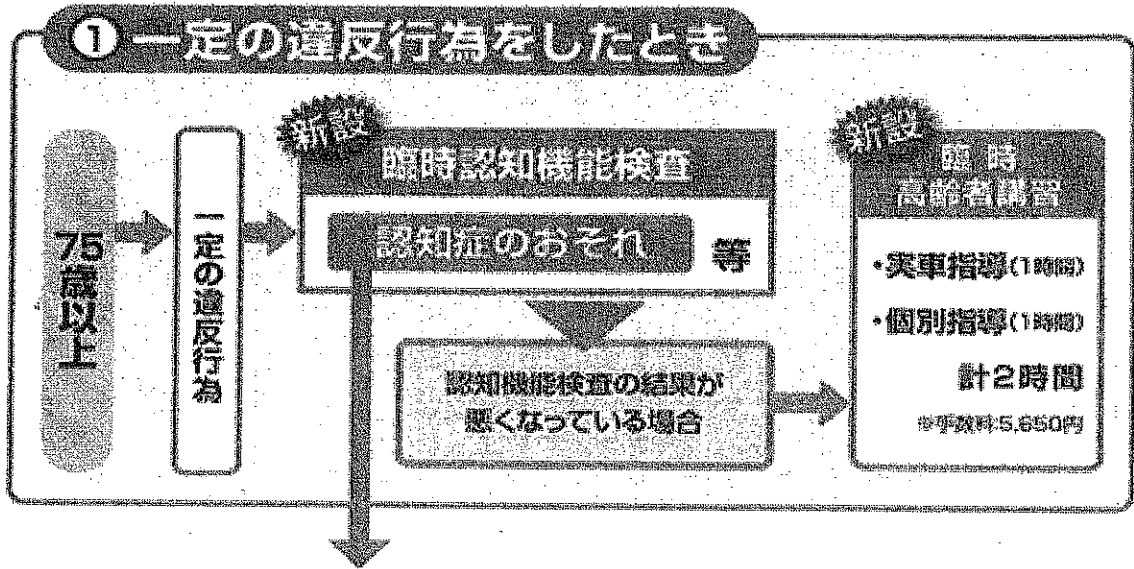 ① 一定の違反行為をしたとき
75歳以上
一定の違反行為
新設
臨時認知機能検査
認知症のおそれ 等
認知機能検査の結果が
悪くなっている場合
新設
臨時
高齢者講習
・実車指導(1時間)
・個別指導(1時間)
計2時間
※手数料:5,650円